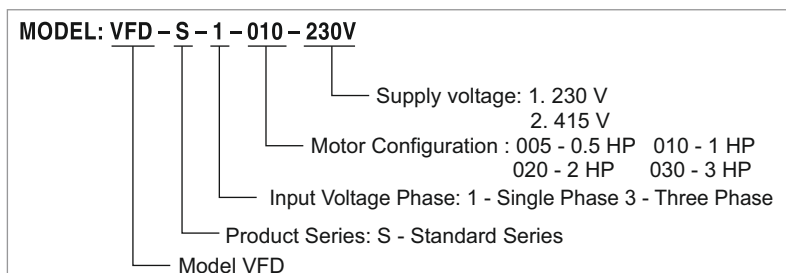 MODEL: VFD – S – 1 – 010 – 230V
Supply voltage: 1. 230 V
2. 415 V
Motor Configuration : 005 - 0.5 HP 010 - 1 HP
020 - 2 HP 030 - 3 HP
Input Voltage Phase: 1 - Single Phase 3 - Three Phase
Product Series: S - Standard Series
Model VFD